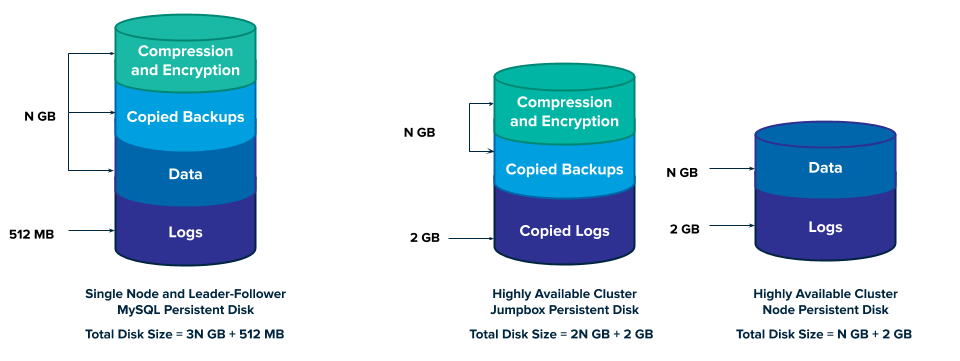 Compression
and Encryption
N GB
Copied Backups
Data
512 MB
Logs
Single Node and Leader-Follower
MySQL Persistent Disk
Total Disk Size = 3N GB + 512 MB
Compression
and Encryption
N GB
Copied Backups
2 GB
Copied Logs
Highly Available Cluster
Jumpbox Persistent Disk
Total Disk Size = 2N GB + 2 GB
N GB
Data
2 GB
Logs
Highly Available Cluster
Node Persistent Disk
Total Disk Size = N GB + 2 GB